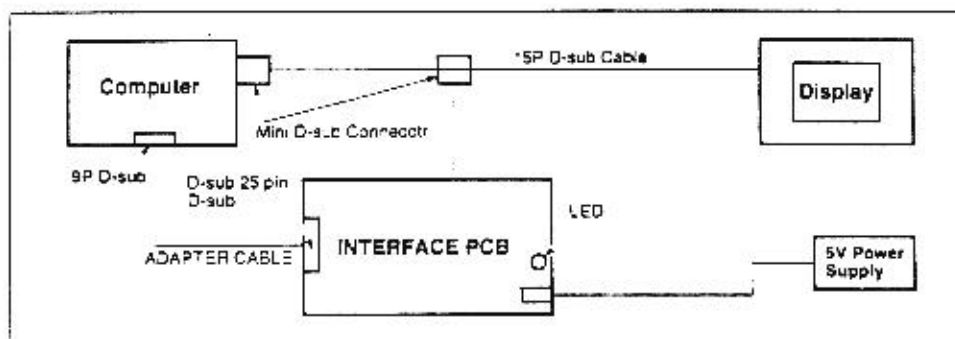 Computer
15P D-sub Cable
Display
Mini D-sub Connectr
9P D-sub
D-sub 25 pin
D-sub
LED
ADAPTER CABLE
INTERFACE PCB
5V Power
Supply